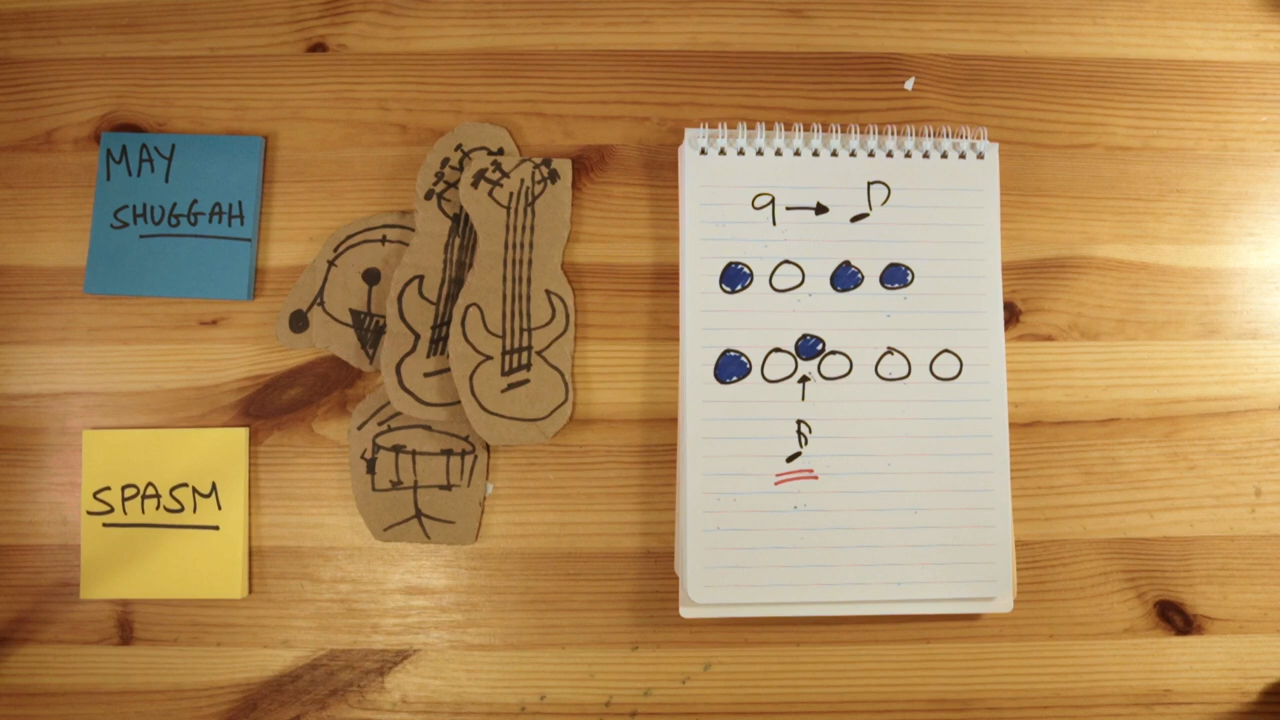 MAY
SHUGGAH
SPASM
9 → D
A